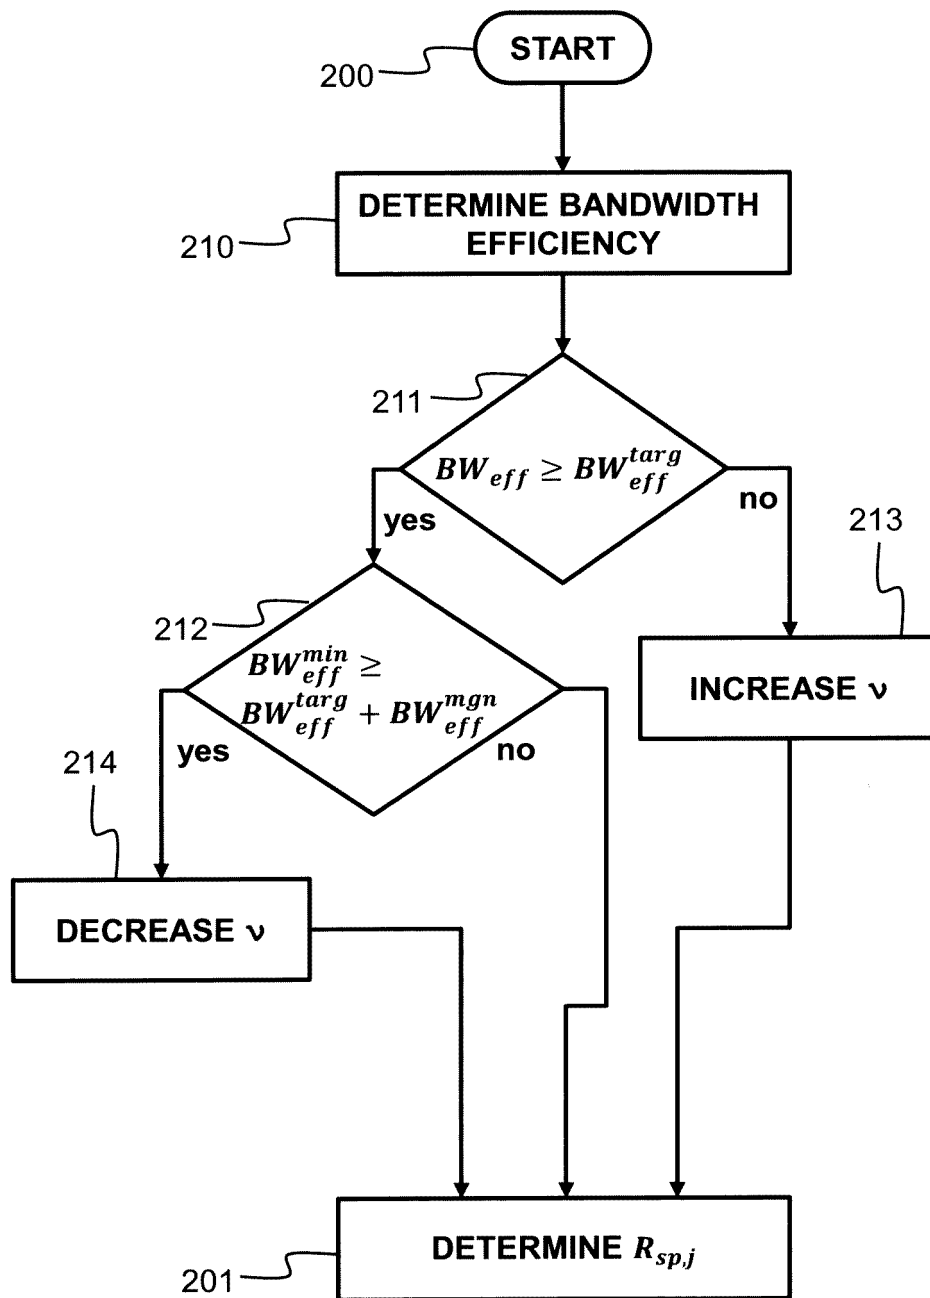 START
200
DETERMINE BANDWIDTH
EFFICIENCY
210
211
BW_eff ≥ BW_eff^targ
yes
no
213
212
BW_eff^min ≥
BW_eff^targ + BW_eff^mgn
INCREASE ν
yes
no
214
DECREASE ν
DETERMINE R_sp,j
201